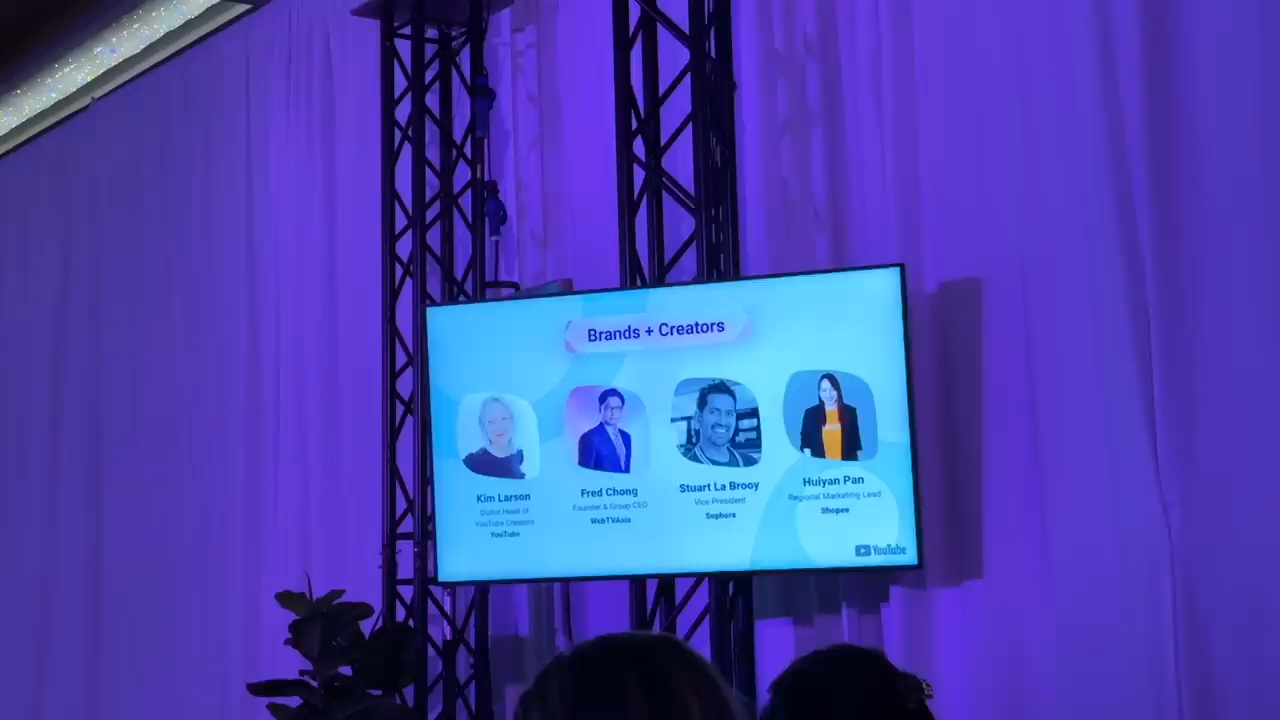 Brands + Creators
Kim Larson
Global Head of
YouTube Creators
YouTube
Fred Chong
Founder & Group CEO
WebTVAsia
Stuart La Brooy
Vice President
Sephora
Huiyan Pan
Regional Marketing Lead
Shopee
YouTube